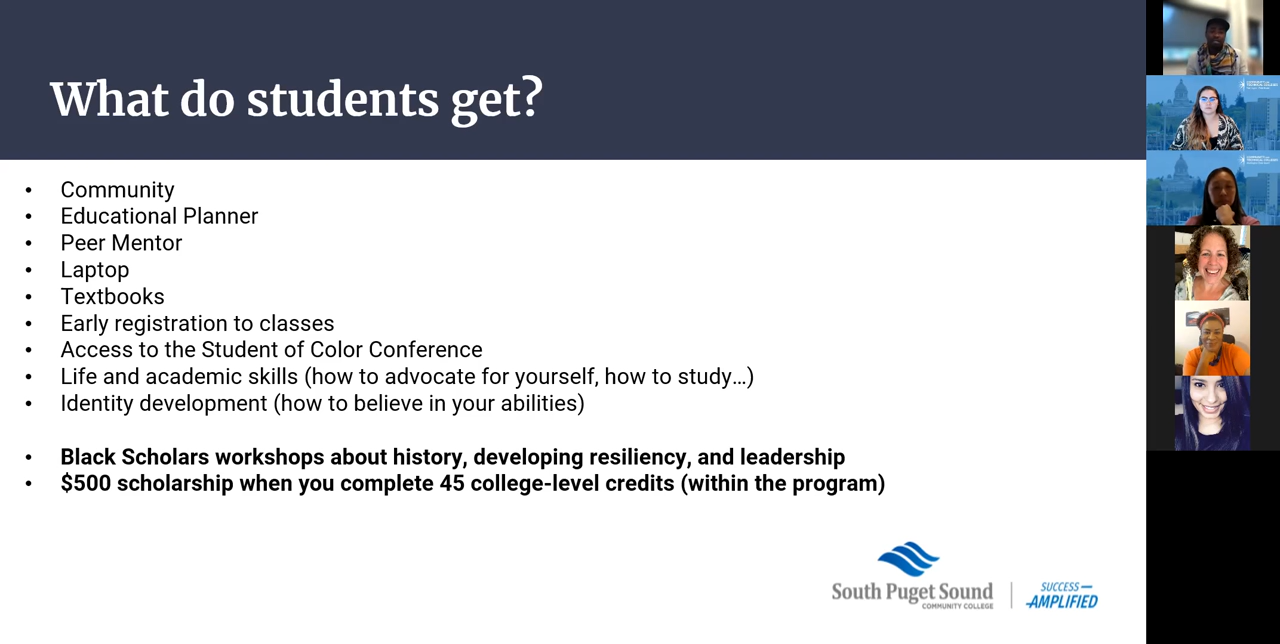 What do students get?
• Community
• Educational Planner
• Peer Mentor
• Laptop
• Textbooks
• Early registration to classes
• Access to the Student of Color Conference
• Life and academic skills (how to advocate for yourself, how to study…)
• Identity development (how to believe in your abilities)
• Black Scholars workshops about history, developing resiliency, and leadership
• $500 scholarship when you complete 45 college-level credits (within the program)
South Puget Sound
COMMUNITY COLLEGE
SUCCESS
AMPLIFIED